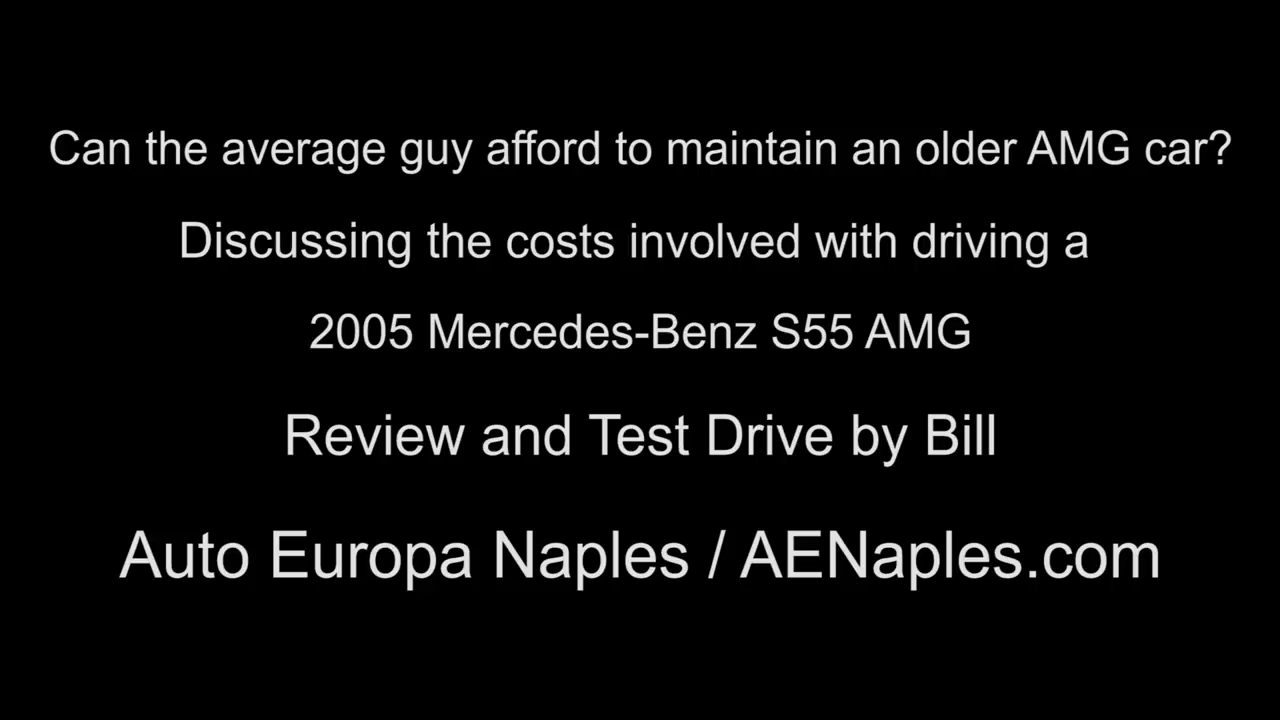 Can the average guy afford to maintain an older AMG car?
Discussing the costs involved with driving a
2005 Mercedes-Benz S55 AMG
Review and Test Drive by Bill
Auto Europa Naples / AENaples.com